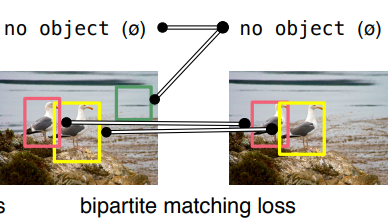 no object (ø) no object (ø)
s bipartite matching loss